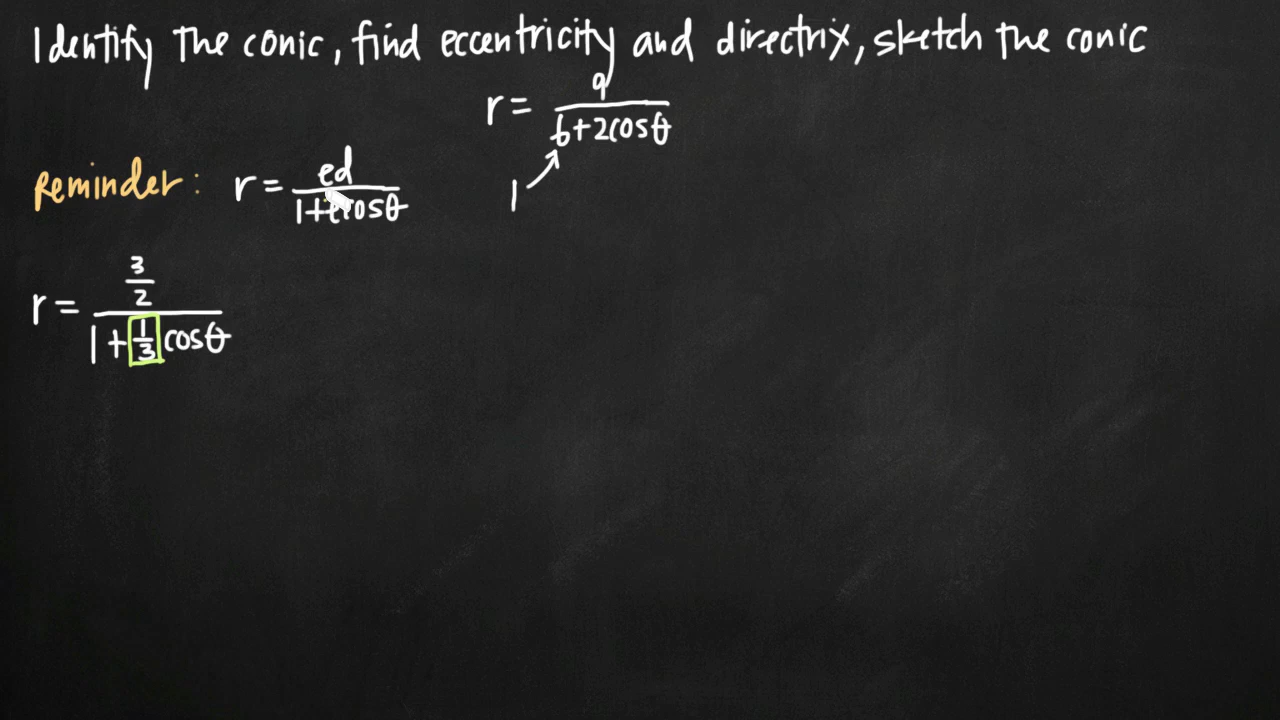 Identify the conic, find eccentricity and directrix, sketch the conic
r = 9/(6+2cosθ)
Reminder: r = ed/(1+ecosθ)
1
r = (3/2)/(1+1/3 cosθ)